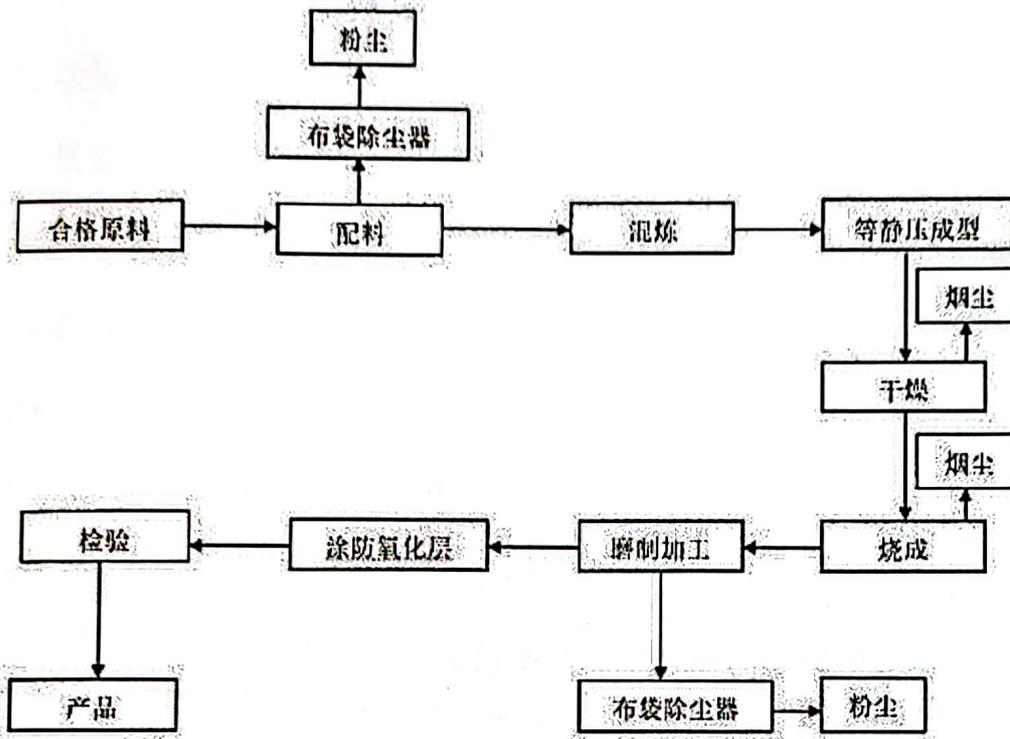 粉尘
布袋除尘器
合格原料
配料
混炼
等静压成型
烟尘
干燥
烟尘
检验
涂防氧化层
磨制加工
烧成
产品
布袋除尘器
粉尘